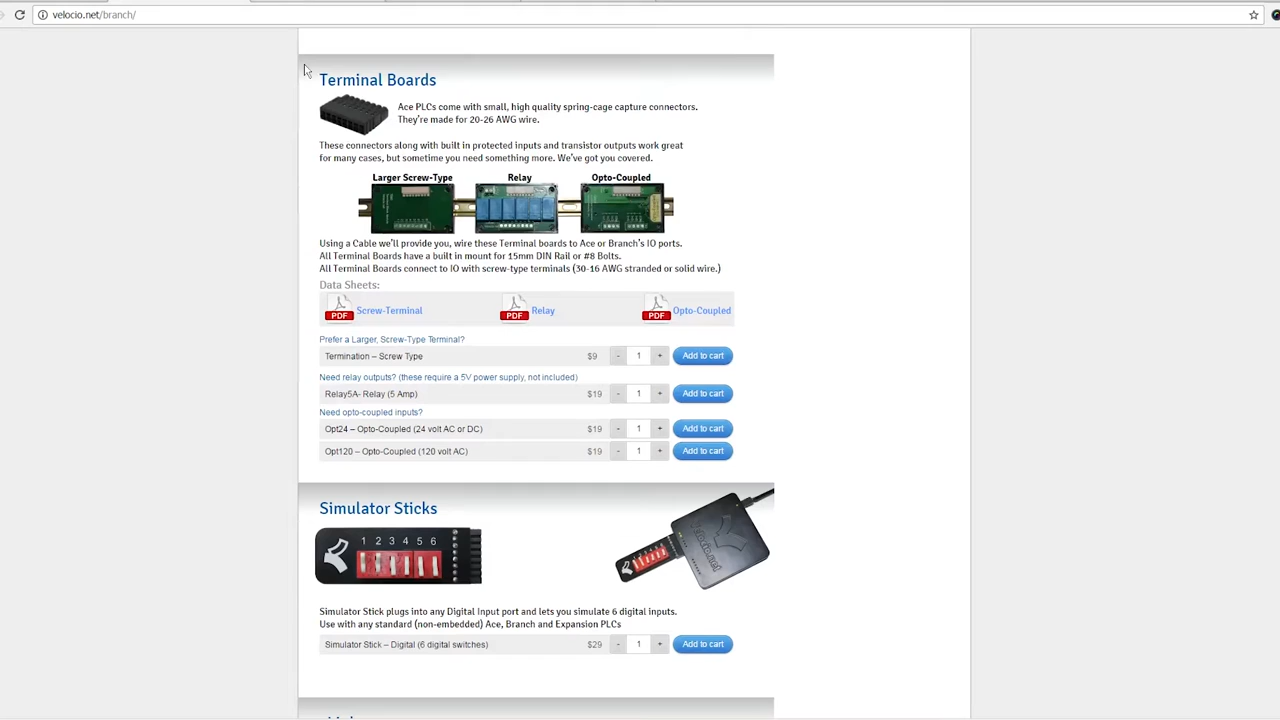 velocio.net/branch/
Terminal Boards
Ace PLCs come with small, high quality spring-cage capture connectors.
They're made for 20-26 AWG wire.
These connectors along with built in protected inputs and transistor outputs work great
for many cases, but sometime you need something more. We've got you covered.
Larger Screw-Type Relay Opto-Coupled
Using a Cable we'll provide you, wire these Terminal boards to Ace or Branch's IO ports.
All Terminal Boards have a built in mount for 15mm DIN Rail or #8 Bolts.
All Terminal Boards connect to IO with screw-type terminals (30-16 AWG stranded or solid wire.)
Data Sheets:
PDF Screw-Terminal PDF Relay PDF Opto-Coupled
Prefer a Larger, Screw-Type Terminal?
Termination – Screw Type $9 - 1 + Add to cart
Need relay outputs? (these require a 5V power supply, not included)
Relay5A- Relay (5 Amp) $19 - 1 + Add to cart
Need opto-coupled inputs?
Opt24 – Opto-Coupled (24 volt AC or DC) $19 - 1 + Add to cart
Opt120 – Opto-Coupled (120 volt AC) $19 - 1 + Add to cart
Simulator Sticks
1 2 3 4 5 6
Velocio.net
Simulator Stick plugs into any Digital Input port and lets you simulate 6 digital inputs.
Use with any standard (non-embedded) Ace, Branch and Expansion PLCs
Simulator Stick – Digital (6 digital switches) $29 - 1 + Add to cart